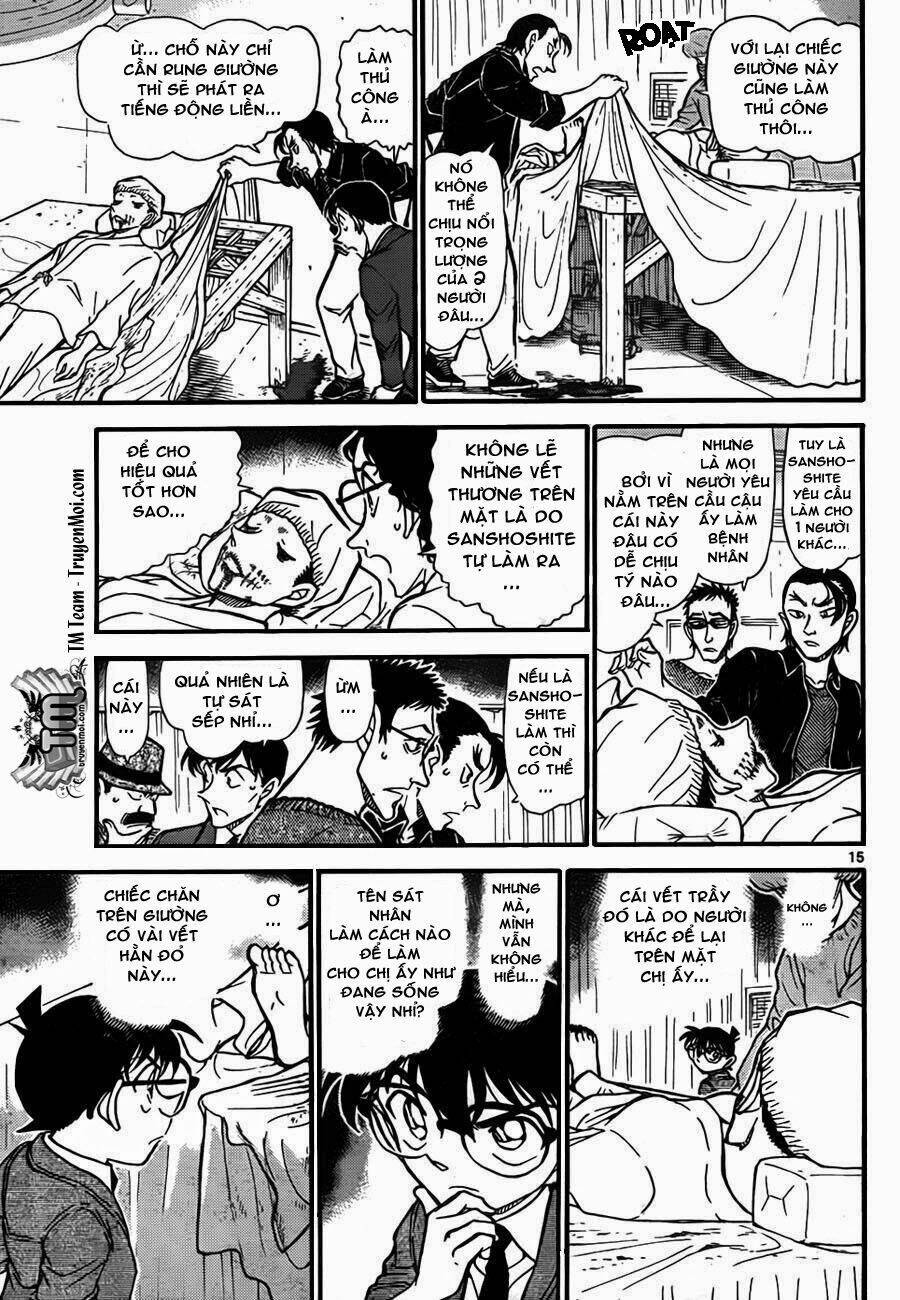 VỚI LẠI CHIẾC
GIƯỜNG NÀY
CŨNG LÀM
THỦ CÔNG
THÔI...
ROẠT
NÓ
KHÔNG
THỂ
CHỊU NỔI
TRỌNG
LƯỢNG
CỦA 2
NGƯỜI
ĐÂU...
LÀM
THỦ
CÔNG
À...
Ừ... CHỖ NÀY CHỈ
CẦN RUNG GIƯỜNG
THÌ SẼ PHÁT RA
TIẾNG ĐỘNG LIỀN...
TUY LÀ
SANSHO-
SHITE
YÊU CẦU
LÀM CHO
1 NGƯỜI
KHÁC...
NHƯNG
LÀ MỌI
NGƯỜI YÊU
CẦU CẬU
ẤY LÀM
BỆNH
NHÂN
BỞI VÌ
NẰM TRÊN
CÁI NÀY
ĐÂU CÓ
DỄ CHỊU
TÝ NÀO
ĐÂU...
KHÔNG LẼ
NHỮNG VẾT
THƯƠNG TRÊN
MẶT LÀ DO
SANSHOSHITE
TỰ LÀM RA
...
ĐỂ CHO
HIỆU QUẢ
TỐT HƠN
SAO...
TM Team - TruyenMoi.com
TM
truyenmoi.com
NẾU LÀ
SANSHO-
SHITE
LÀM THÌ
CÒN
CÓ THỂ
...
ỪM
...
QUẢ NHIÊN LÀ
TỰ SÁT
SẾP NHỈ...
CÁI
NÀY
...
15
KHÔNG
...
CÁI VẾT TRẦY
ĐÓ LÀ DO NGƯỜI
KHÁC ĐỂ LẠI
TRÊN MẶT
CHỊ ẤY...
NHƯNG
MÀ, MÌNH
VẪN
KHÔNG
HIỂU...
TÊN SÁT
NHÂN
LÀM CÁCH NÀO
ĐỂ LÀM
CHO CHỊ ẤY NHƯ
ĐANG SỐNG
VẬY NHỈ?
Ơ
...
CHIẾC CHĂN
TRÊN GIƯỜNG
CÓ VÀI VẾT
HẰN ĐỎ
NÀY...